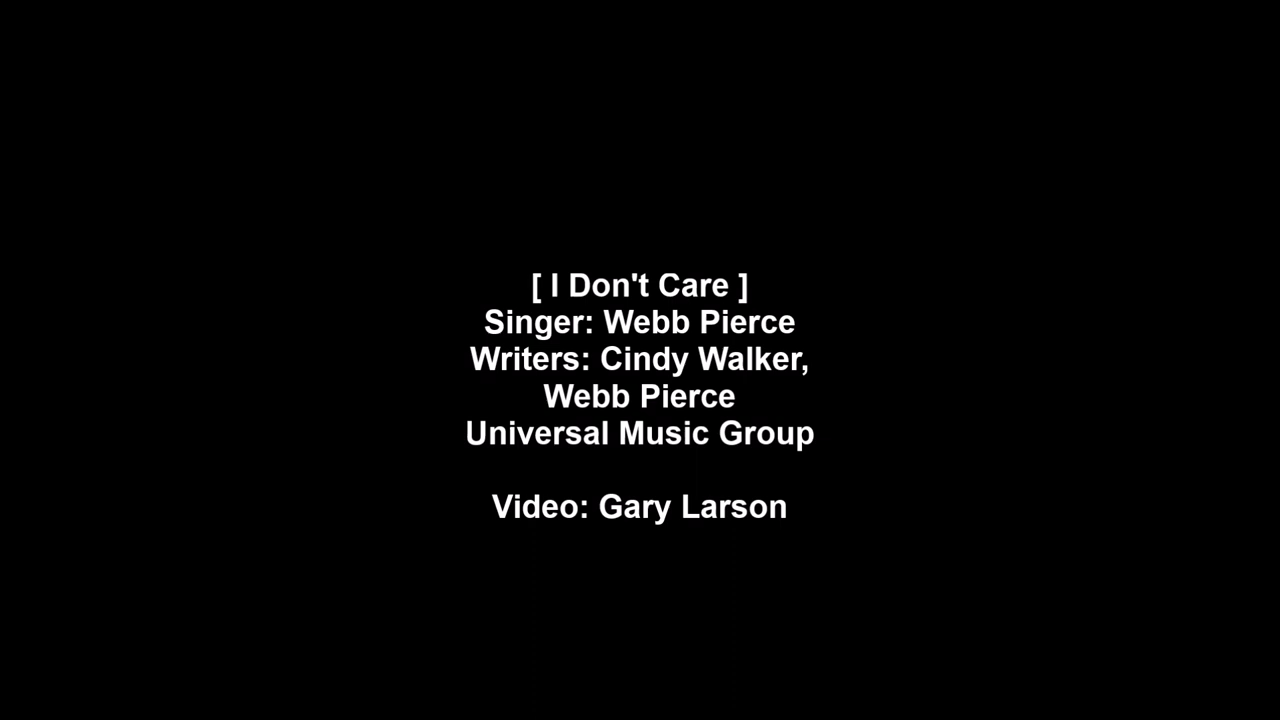 [ I Don't Care ]
Singer: Webb Pierce
Writers: Cindy Walker,
Webb Pierce
Universal Music Group
Video: Gary Larson